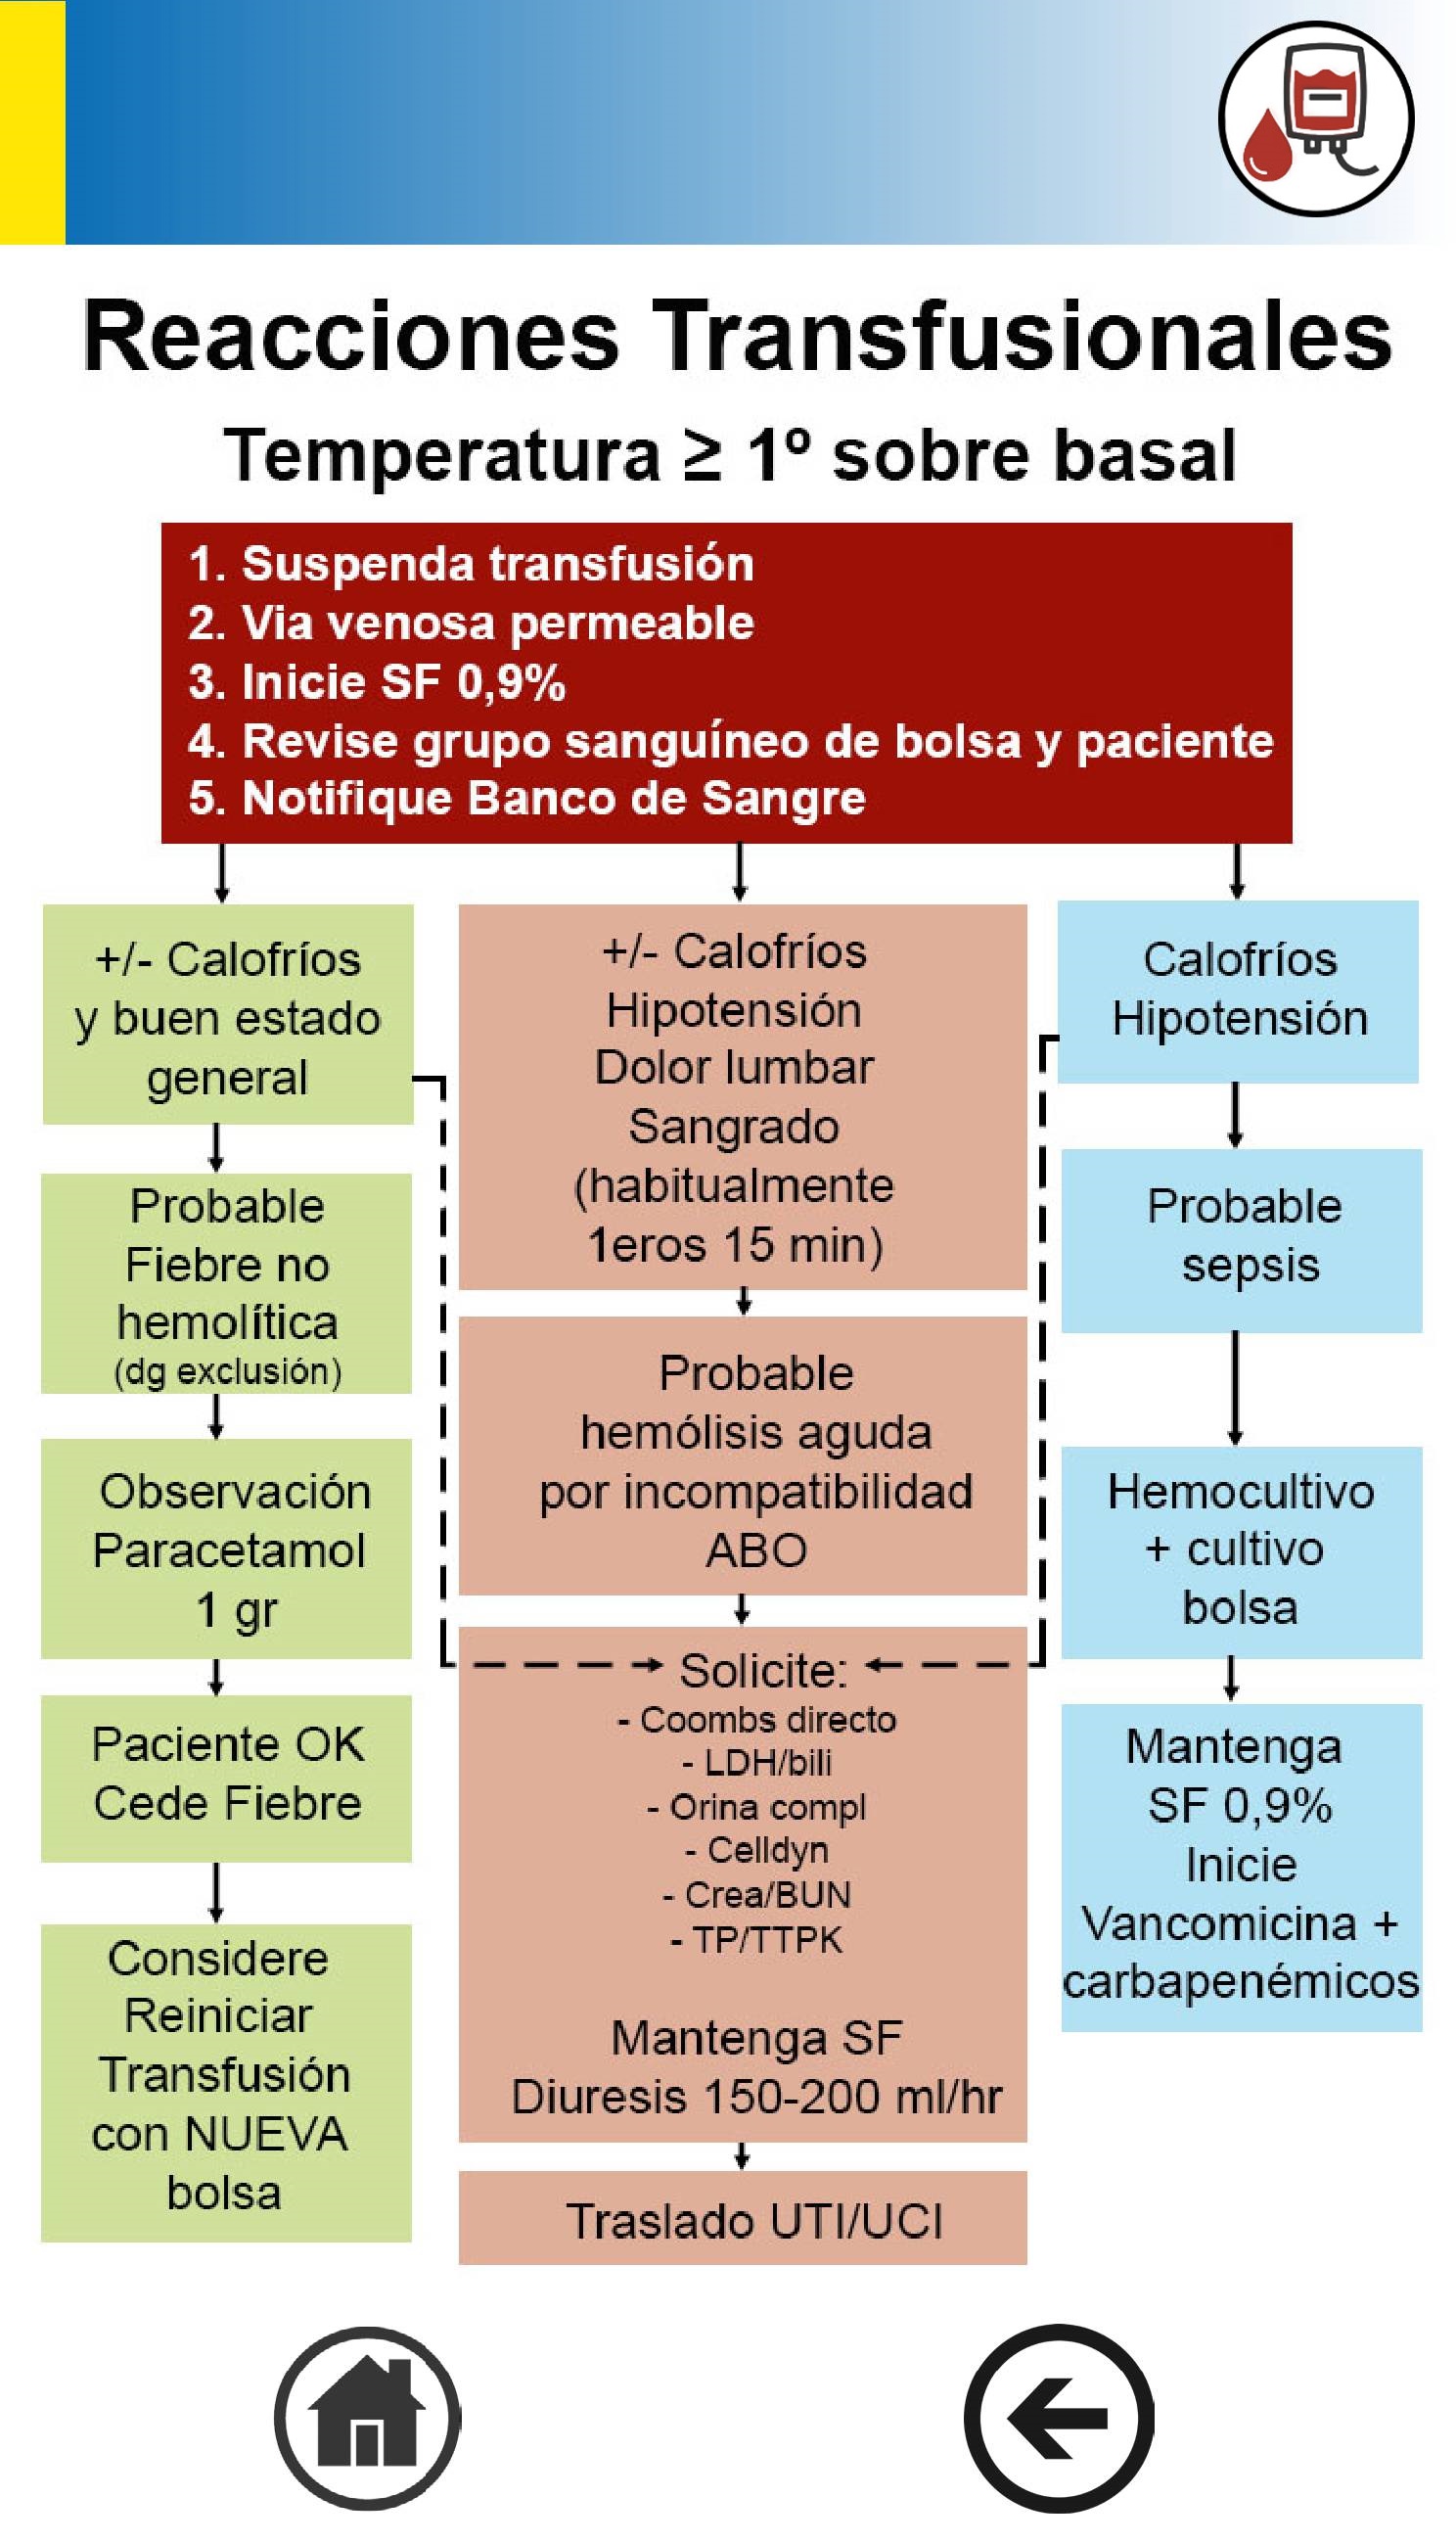 Reacciones Transfusionales
Temperatura ≥ 1º sobre basal
1. Suspenda transfusión
2. Via venosa permeable
3. Inicie SF 0,9%
4. Revise grupo sanguíneo de bolsa y paciente
5. Notifique Banco de Sangre
+/- Calofríos
y buen estado
general
Probable
Fiebre no
hemolítica
(dg exclusión)
Observación
Paracetamol
1 gr
Paciente OK
Cede Fiebre
Considere
Reiniciar
Transfusión
con NUEVA
bolsa
+/- Calofríos
Hipotensión
Dolor lumbar
Sangrado
(habitualmente
1eros 15 min)
Probable
hemólisis aguda
por incompatibilidad
ABO
Solicite:
- Coombs directo
- LDH/bili
- Orina compl
- Celldyn
- Crea/BUN
- TP/TTPK
Mantenga SF
Diuresis 150-200 ml/hr
Traslado UTI/UCI
Calofríos
Hipotensión
Probable
sepsis
Hemocultivo
+ cultivo
bolsa
Mantenga
SF 0,9%
Inicie
Vancomicina +
carbapenémicos